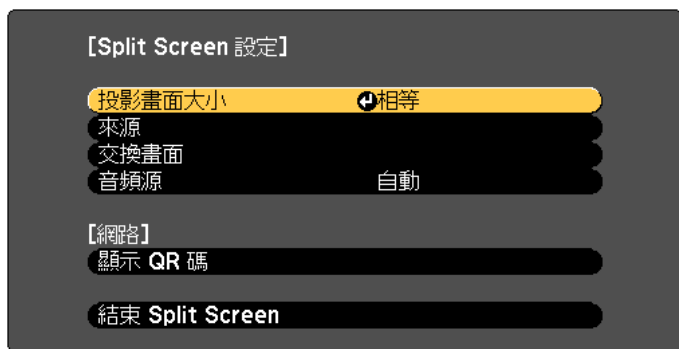 [Split Screen 設定]
投影畫面大小 相等
來源
交換畫面
音頻源 自動
[網路]
顯示 QR 碼
結束 Split Screen